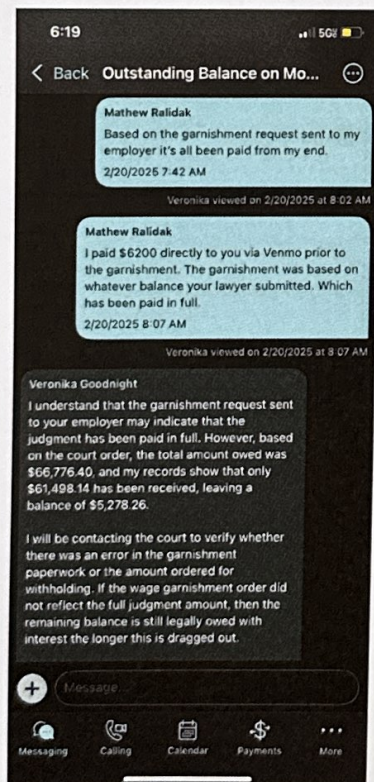 6:19
5G
Back Outstanding Balance on Mo...
Mathew Ralidak
Based on the garnishment request sent to my
employer it's all been paid from my end.
2/20/2025 7:42 AM
Veronika viewed on 2/20/2025 at 8:02 AM
Mathew Ralidak
I paid $6200 directly to you via Venmo prior to
the garnishment. The garnishment was based on
whatever balance your lawyer submitted. Which
has been paid in full.
2/20/2025 8:07 AM
Veronika viewed on 2/20/2025 at 8:07 AM
Veronika Goodnight
I understand that the garnishment request sent
to your employer may indicate that the
judgment has been paid in full. However, based
on the court order, the total amount owed was
$66,776.40, and my records show that only
$61,498.14 has been received, leaving a
balance of $5,278.26.
I will be contacting the court to verify whether
there was an error in the garnishment
paperwork or the amount ordered for
withholding. If the wage garnishment order did
not reflect the full judgment amount, then the
remaining balance is still legally owed with
interest the longer this is dragged out.
Message...
Messaging Calling Calendar Payments More